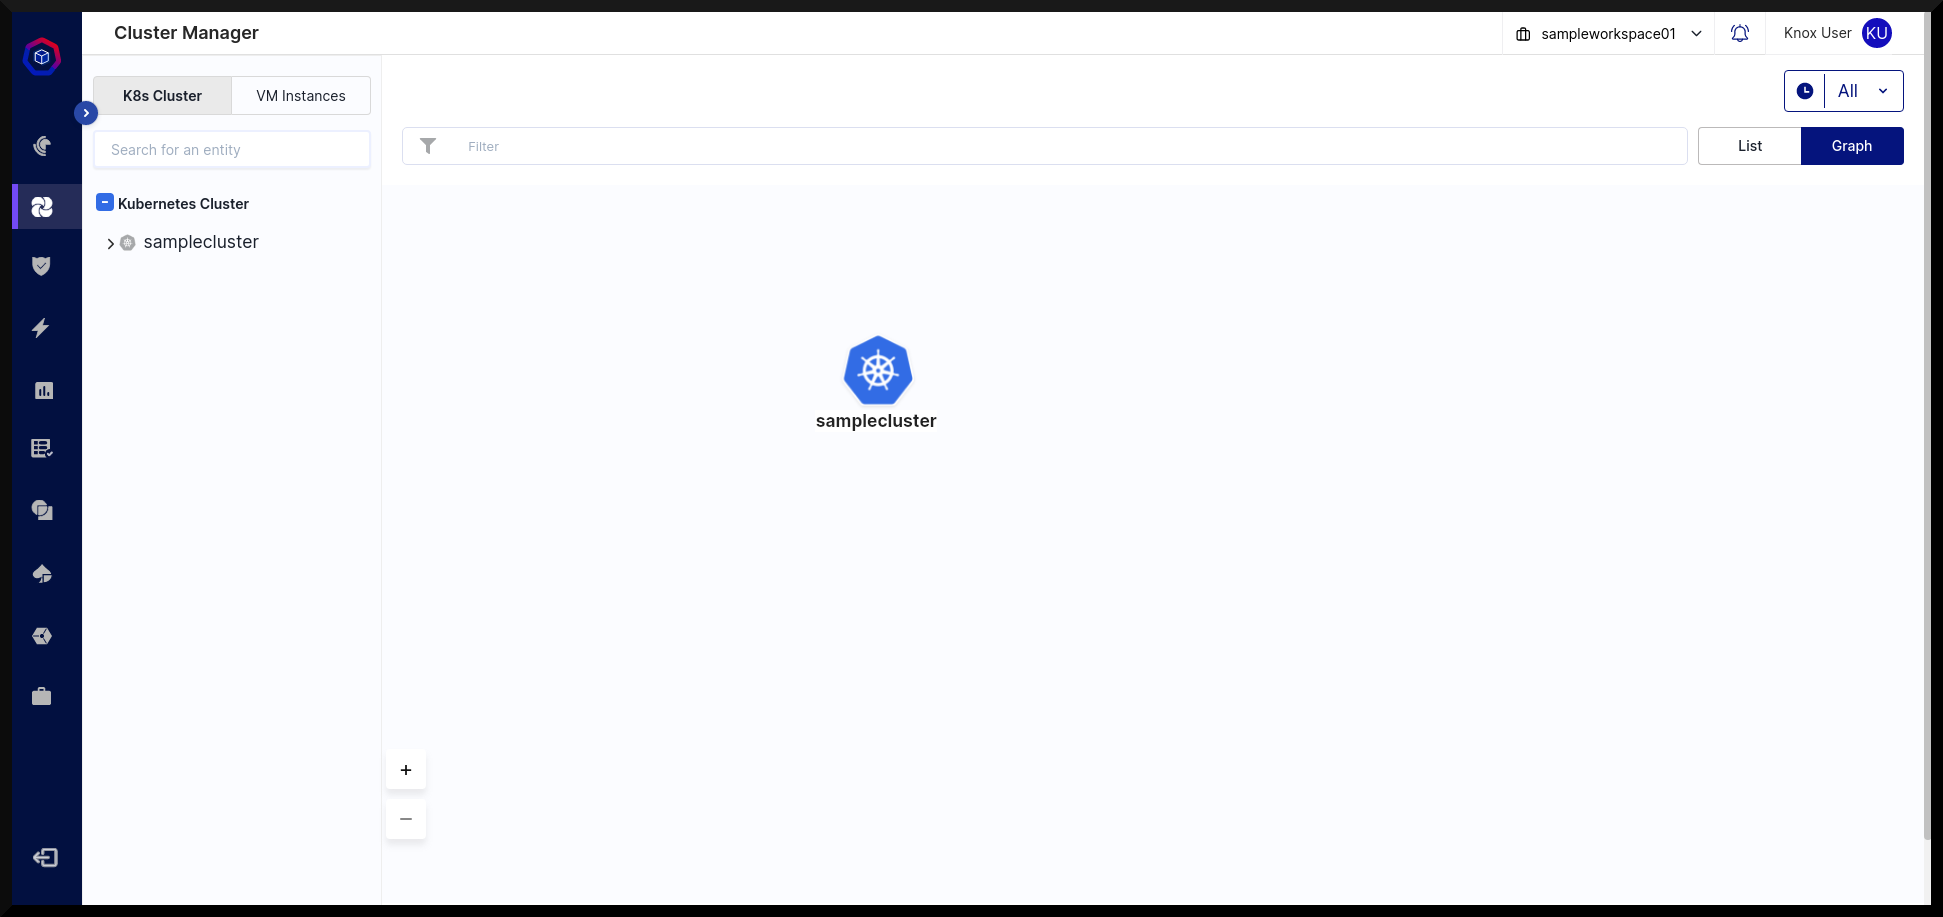 Cluster Manager
sampleworkspace01
Knox User
KU
K8s Cluster
VM Instances
All
Search for an entity
Filter
List
Graph
Kubernetes Cluster
samplecluster
samplecluster